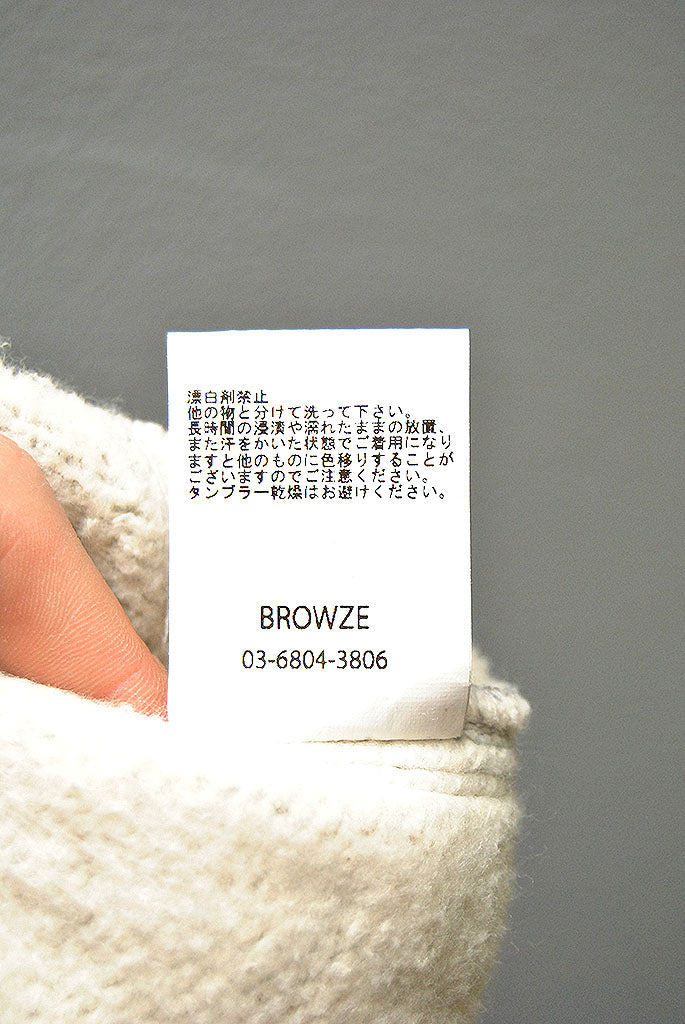 漂白剤禁止
他の物と分けて洗って下さい。
長時間の浸漬や濡れたままの放置、
また汗をかいた状態でご着用になり
ますと他のものに色移りすることが
ございますのでご注意ください。
タンブラー乾燥はお避けください。
BROWZE
03-6804-3806